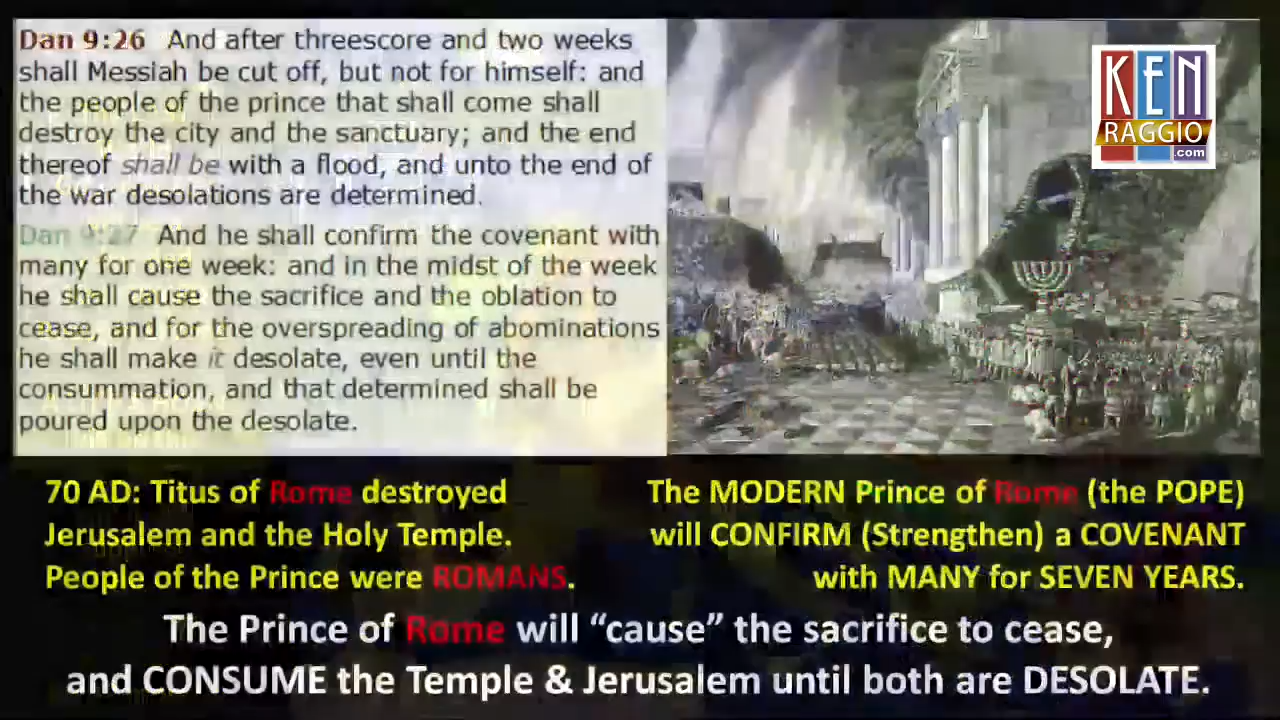 Dan 9:26 And after threescore and two weeks
shall Messiah be cut off, but not for himself: and
the people of the prince that shall come shall
destroy the city and the sanctuary; and the end
thereof shall be with a flood, and unto the end of
the war desolations are determined.
Dan 9:27 And he shall confirm the covenant with
many for one week: and in the midst of the week
he shall cause the sacrifice and the oblation to
cease, and for the overspreading of abominations
he shall make it desolate, even until the
consummation, and that determined shall be
poured upon the desolate.
KEN
RAGGIO
.com
70 AD: Titus of Rome destroyed
Jerusalem and the Holy Temple.
People of the Prince were ROMANS.
The MODERN Prince of Rome (the POPE)
will CONFIRM (Strengthen) a COVENANT
with MANY for SEVEN YEARS.
The Prince of Rome will “cause” the sacrifice to cease,
and CONSUME the Temple & Jerusalem until both are DESOLATE.